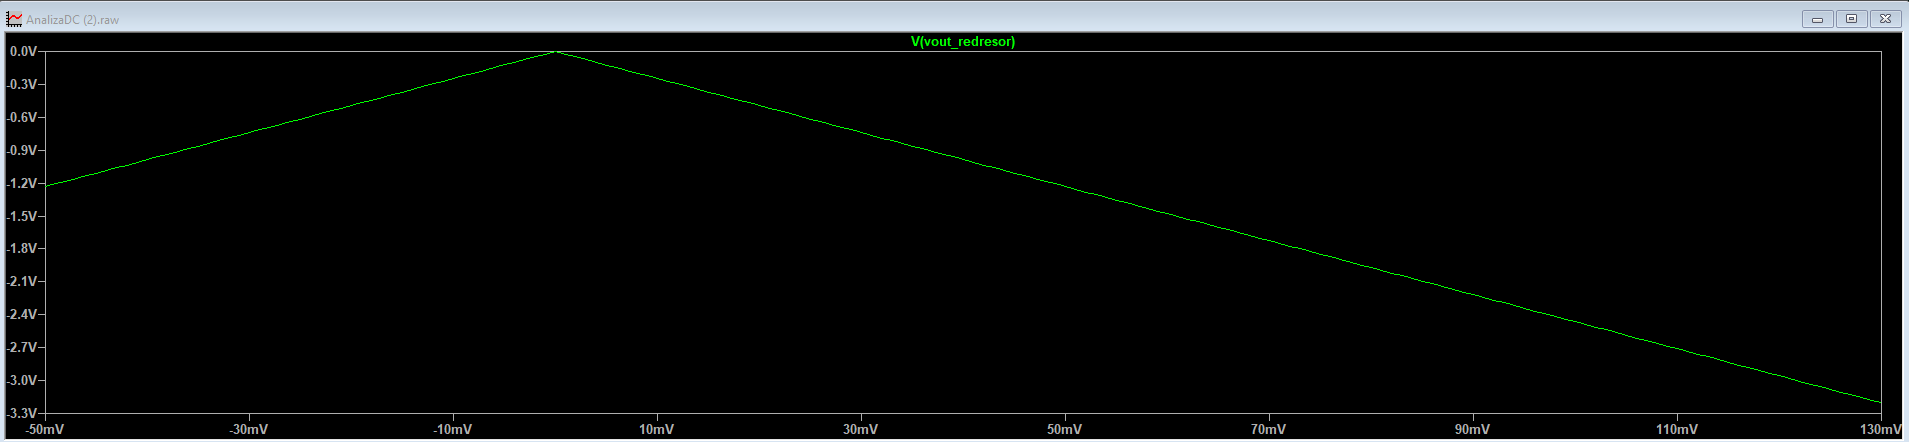 AnalizaDC (2).raw
V(vout_redresor)
0.0V
-0.3V
-0.6V
-0.9V
-1.2V
-1.5V
-1.8V
-2.1V
-2.4V
-2.7V
-3.0V
-3.3V
-50mV -30mV -10mV 10mV 30mV 50mV 70mV 90mV 110mV 130mV